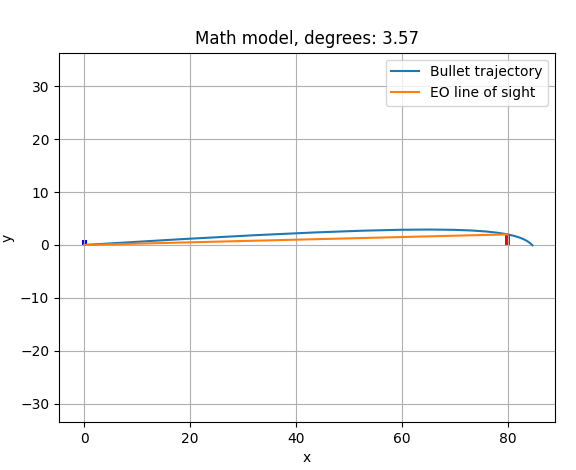 Math model, degrees: 3.57
Bullet trajectory
EO line of sight
30
20
10
0
−10
−20
−30
y
0 20 40 60 80
x